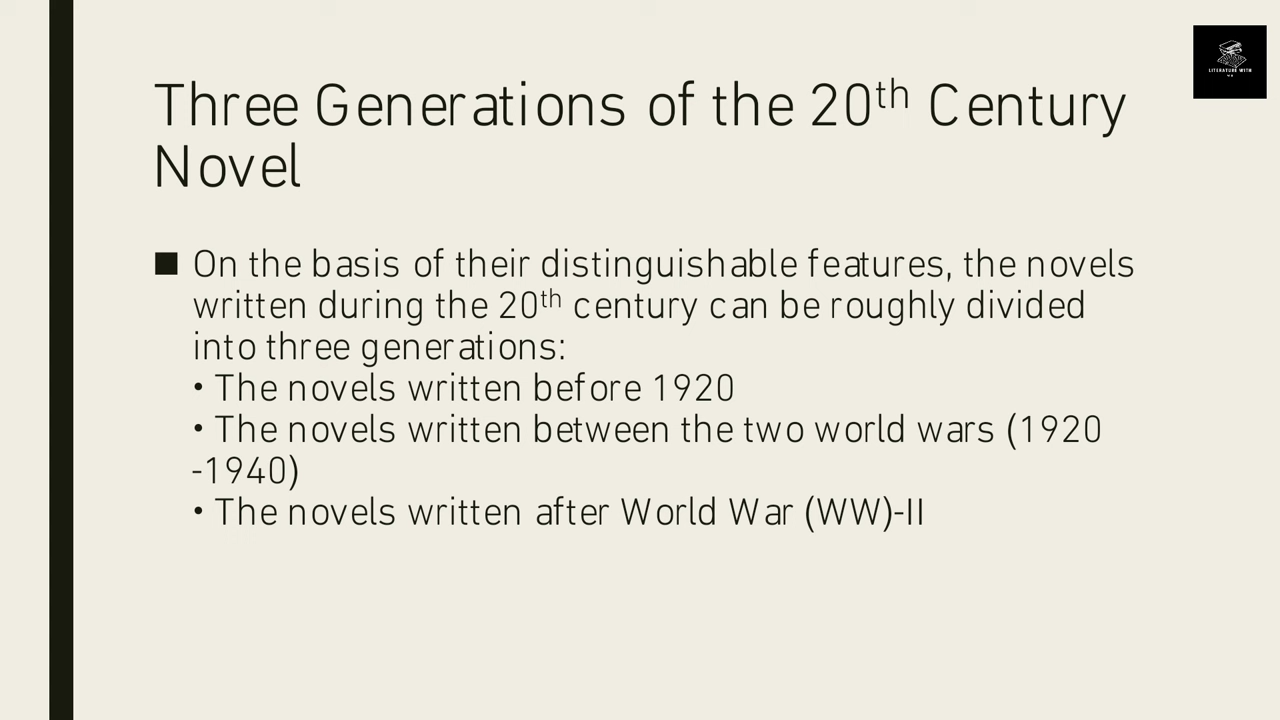 LITERATURE WITH
Three Generations of the 20th Century
Novel
■ On the basis of their distinguishable features, the novels
written during the 20th century can be roughly divided
into three generations:
• The novels written before 1920
• The novels written between the two world wars (1920
-1940)
• The novels written after World War (WW)-II